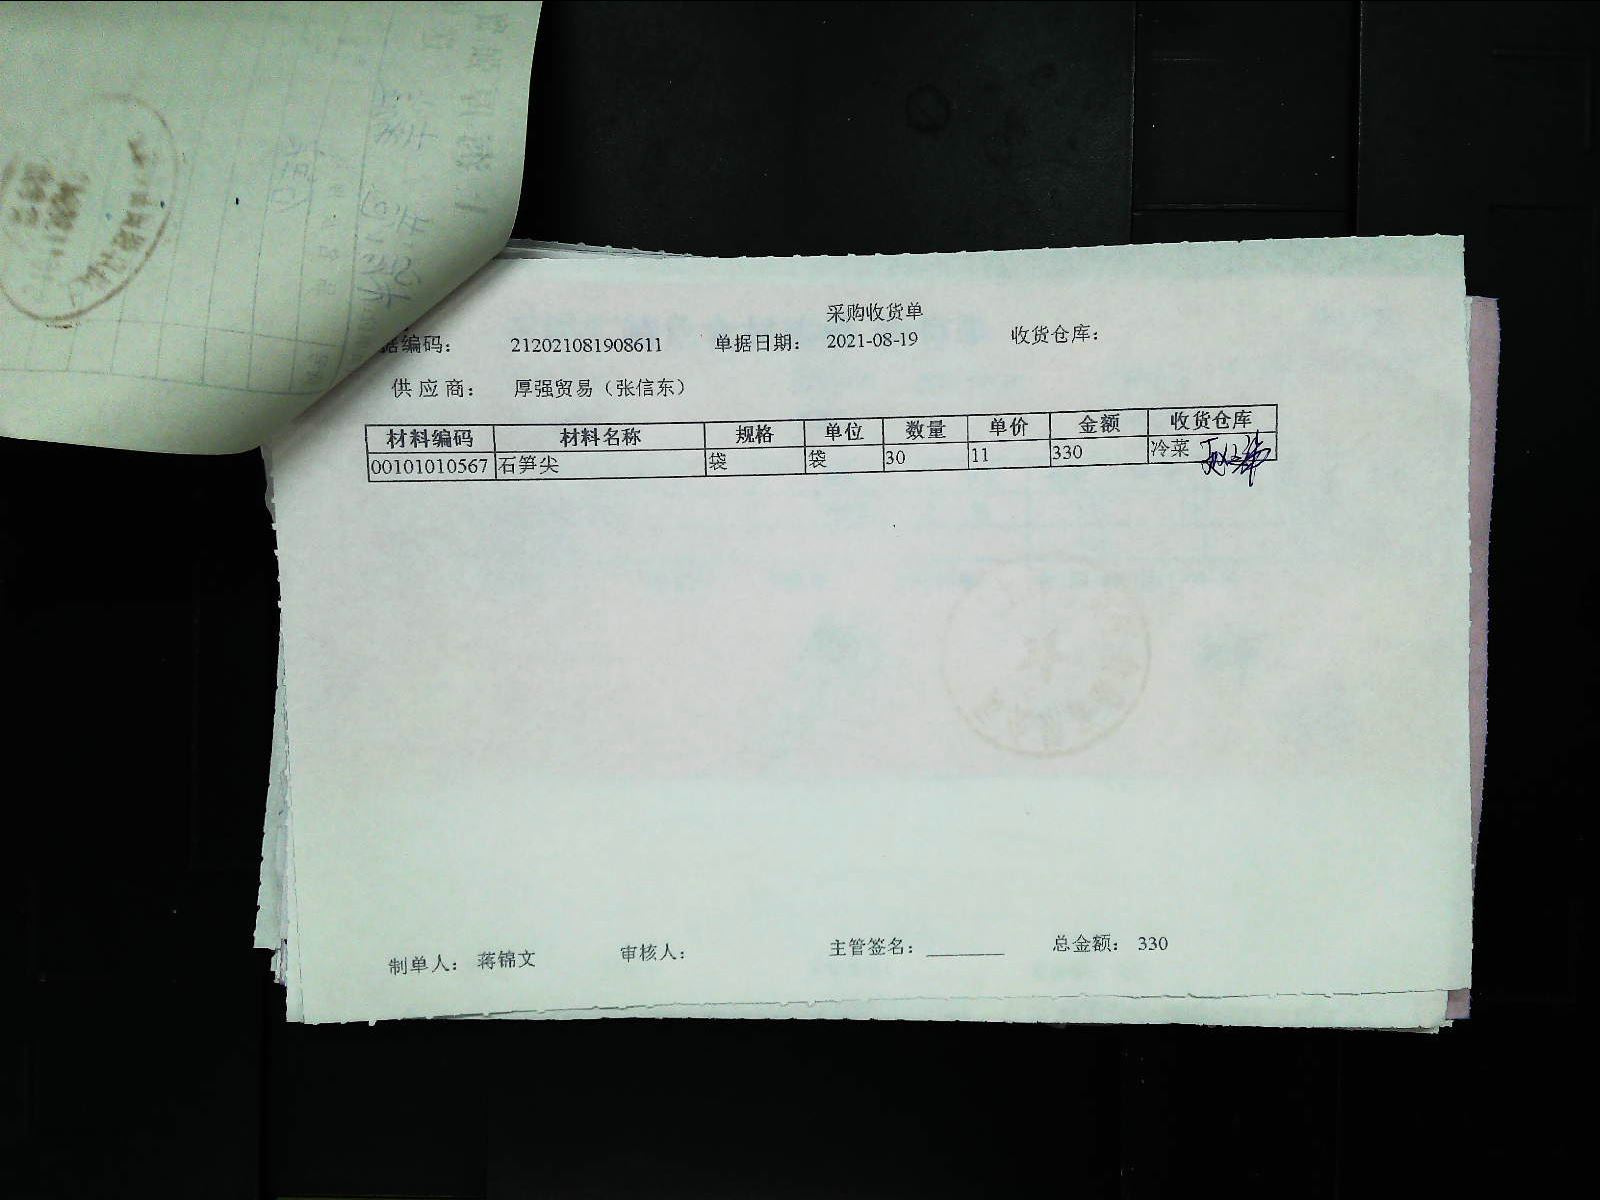 采购收货单
据编码： 212021081908611 单据日期： 2021-08-19 收货仓库：
供应商： 厚强贸易（张信东）
材料编码 材料名称 规格 单位 数量 单价 金额 收货仓库
00101010567 石笋尖 袋 袋 30 11 330 冷菜
制单人： 蒋锦文 审核人： 主管签名： ______ 总金额： 330